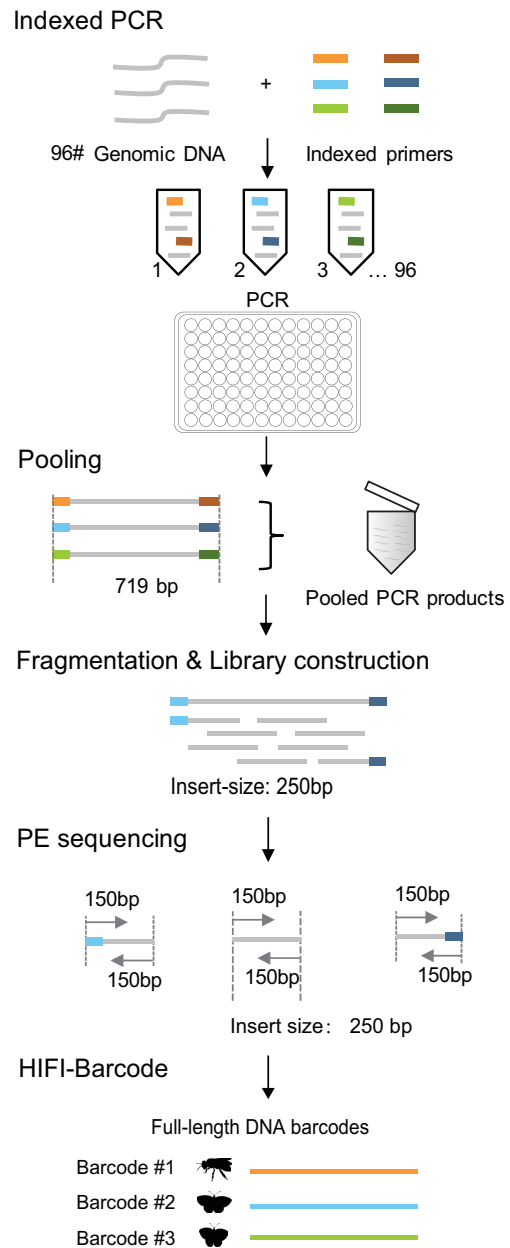 Indexed PCR
+
96# Genomic DNA Indexed primers
1 2 3 … 96
PCR
Pooling
719 bp
Pooled PCR products
Fragmentation & Library construction
Insert-size: 250bp
PE sequencing
150bp 150bp 150bp
150bp 150bp 150bp
Insert size: 250 bp
HIFI-Barcode
Full-length DNA barcodes
Barcode #1
Barcode #2
Barcode #3